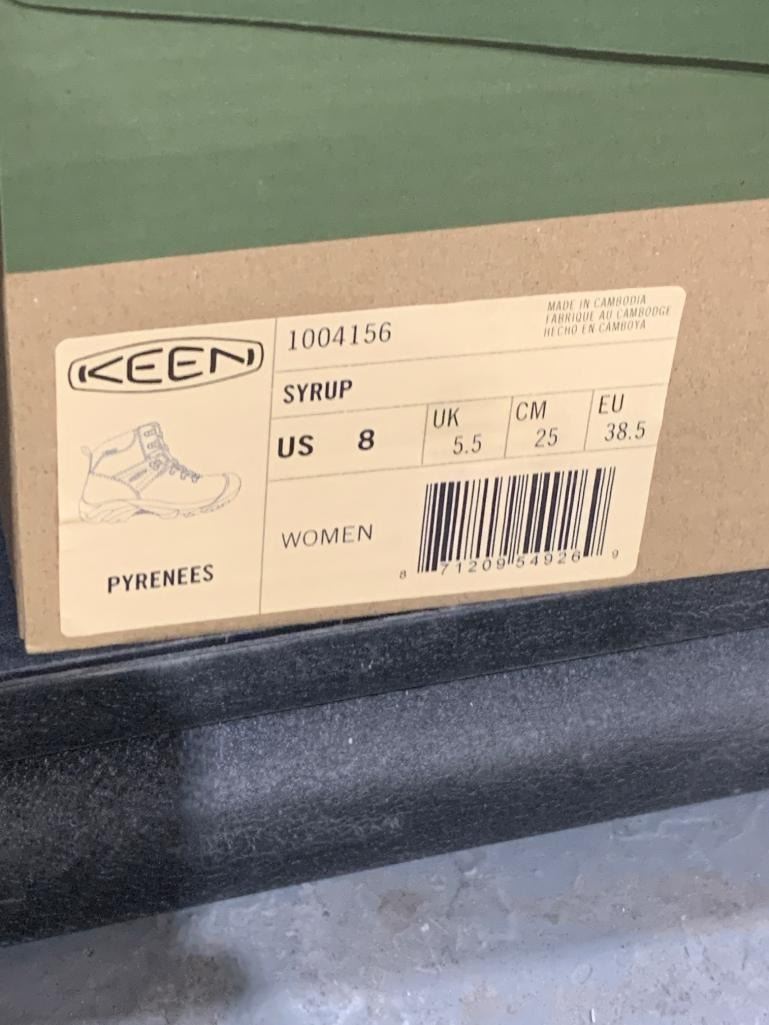 KEEN
PYRENEES
1004156
MADE IN CAMBODIA
FABRIQUE AU CAMBODGE
HECHO EN CAMBOYA
SYRUP
US 8
UK 5.5
CM 25
EU 38.5
WOMEN
8 71209 54926 9